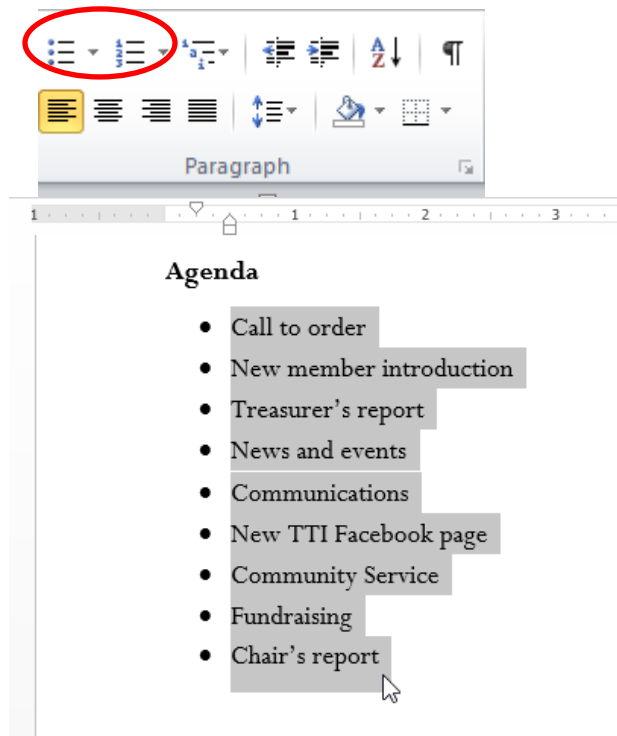 Paragraph
1 1 2 3
Agenda
• Call to order
• New member introduction
• Treasurer’s report
• News and events
• Communications
• New TTI Facebook page
• Community Service
• Fundraising
• Chair’s report